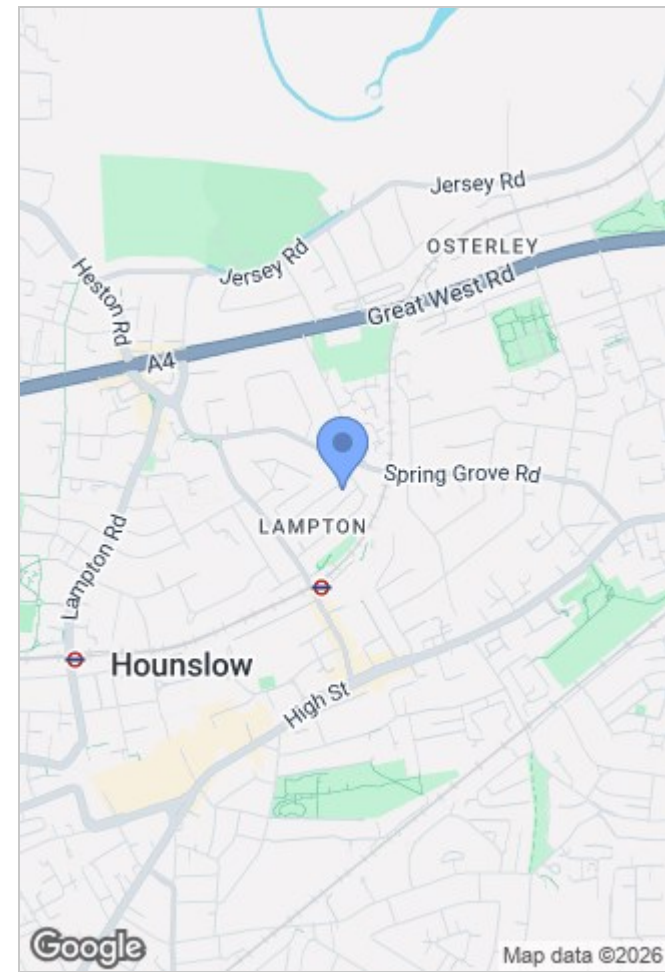 Jersey Rd
OSTERLEY
Jersey Rd
Heston Rd
Great West Rd
A4
Spring Grove Rd
LAMPTON
Lampton Rd
Hounslow
High St
Google
Map data ©2026